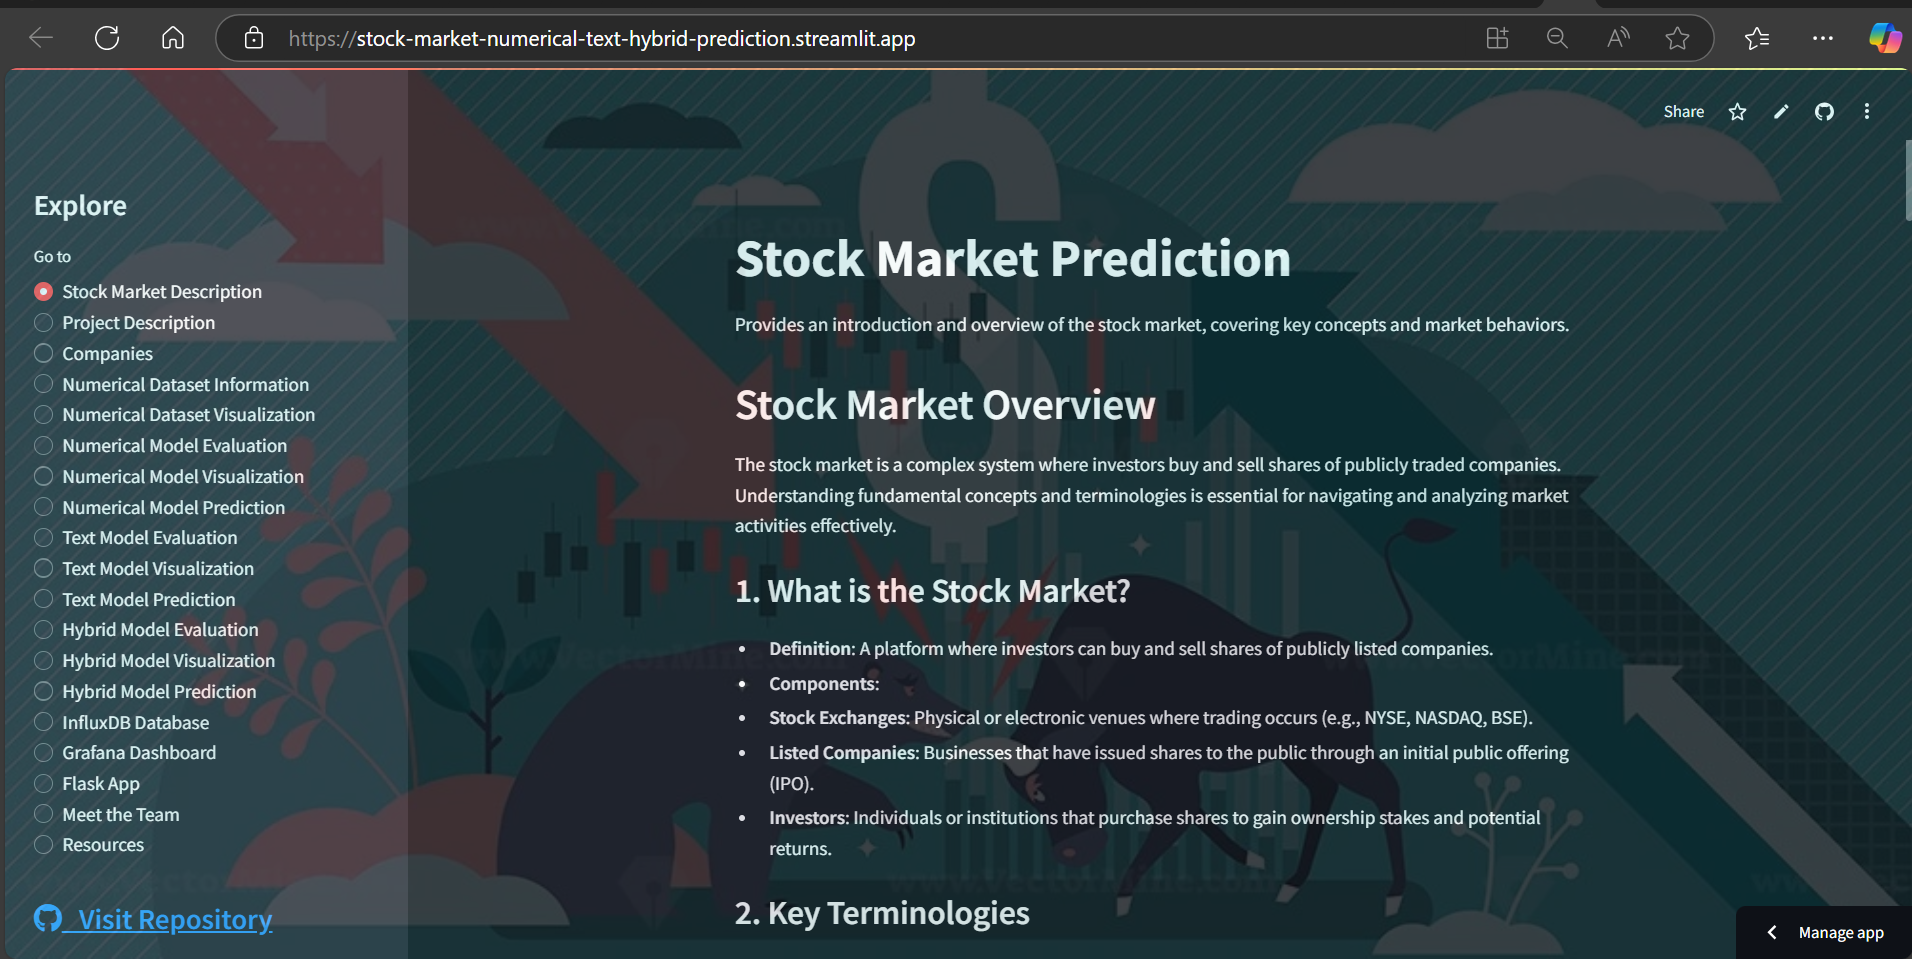 https://stock-market-numerical-text-hybrid-prediction.streamlit.app
Share
Explore
Go to
Stock Market Description
Project Description
Companies
Numerical Dataset Information
Numerical Dataset Visualization
Numerical Model Evaluation
Numerical Model Visualization
Numerical Model Prediction
Text Model Evaluation
Text Model Visualization
Text Model Prediction
Hybrid Model Evaluation
Hybrid Model Visualization
Hybrid Model Prediction
InfluxDB Database
Grafana Dashboard
Flask App
Meet the Team
Resources
Visit Repository
Stock Market Prediction
Provides an introduction and overview of the stock market, covering key concepts and market behaviors.
Stock Market Overview
The stock market is a complex system where investors buy and sell shares of publicly traded companies.
Understanding fundamental concepts and terminologies is essential for navigating and analyzing market
activities effectively.
1. What is the Stock Market?
• Definition: A platform where investors can buy and sell shares of publicly listed companies.
• Components:
• Stock Exchanges: Physical or electronic venues where trading occurs (e.g., NYSE, NASDAQ, BSE).
• Listed Companies: Businesses that have issued shares to the public through an initial public offering
(IPO).
• Investors: Individuals or institutions that purchase shares to gain ownership stakes and potential
returns.
2. Key Terminologies
www.VectorMine.com
Manage app